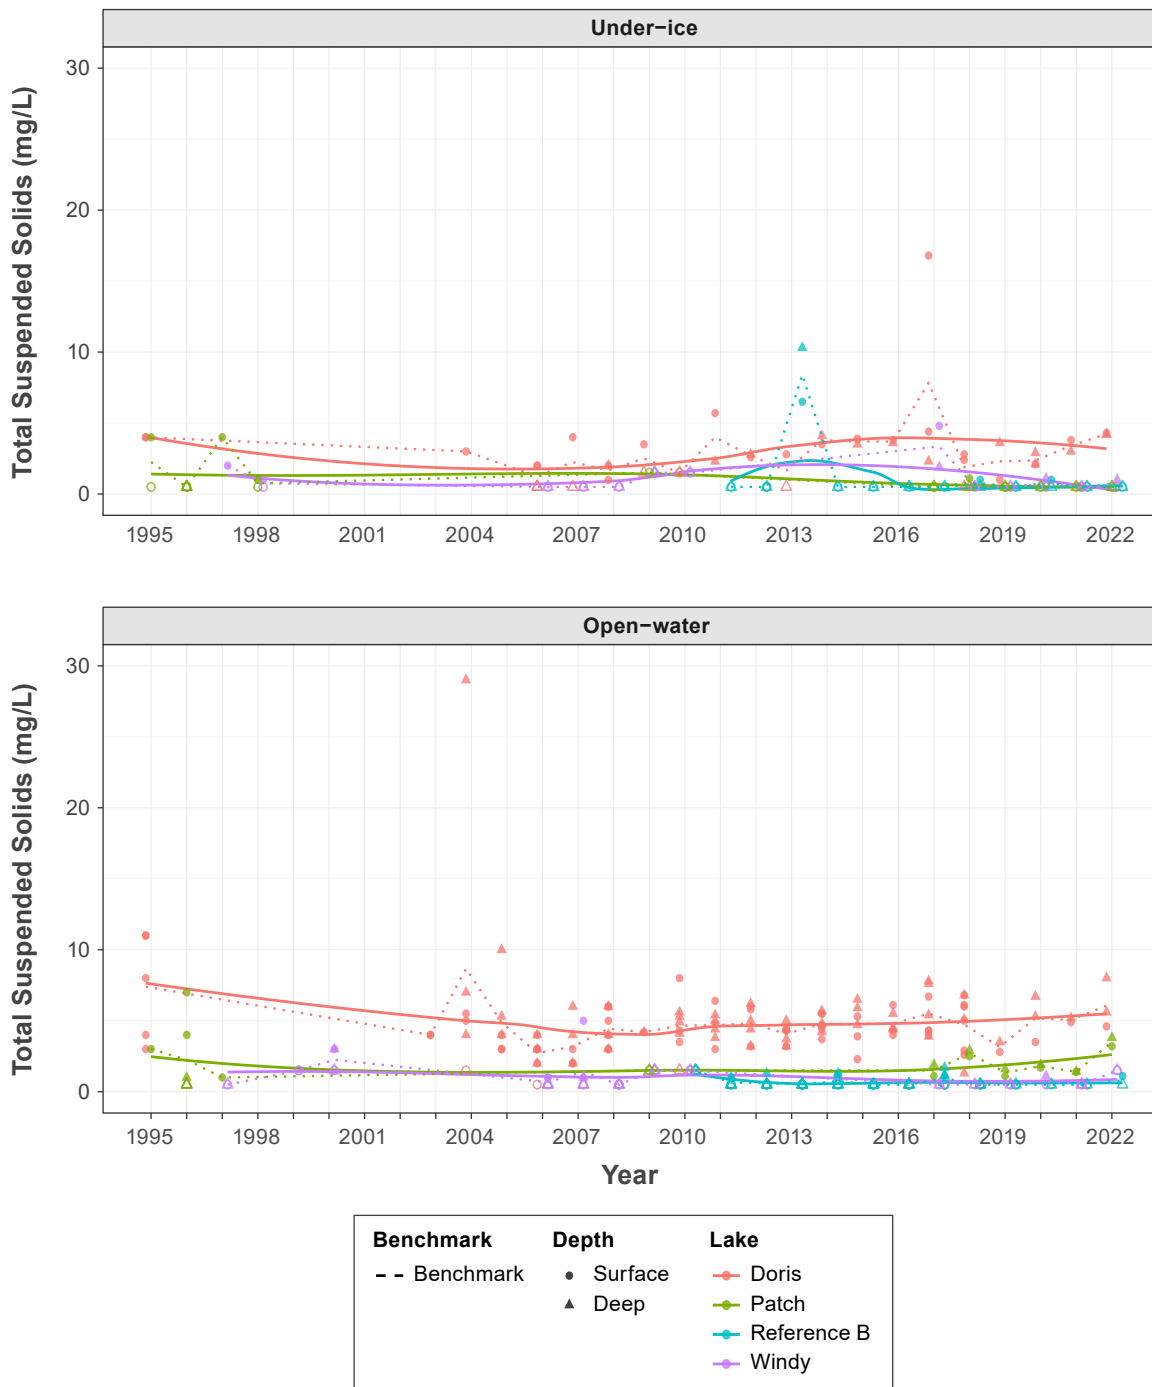 Under−ice
Total Suspended Solids (mg/L)
30
20
10
0
1995 1998 2001 2004 2007 2010 2013 2016 2019 2022
Open−water
Total Suspended Solids (mg/L)
30
20
10
0
1995 1998 2001 2004 2007 2010 2013 2016 2019 2022
Year
Benchmark Depth Lake
Benchmark Surface Doris
Deep Patch
Reference B
Windy